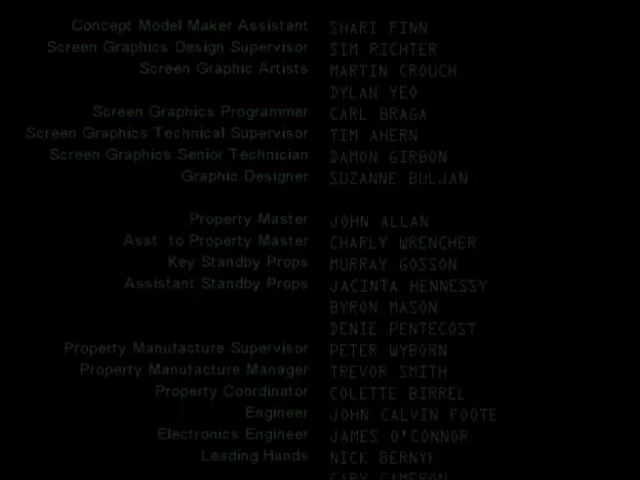 Concept Model Maker Assistant SHARI FINN
Screen Graphics Design Supervisor SIM RICHTER
Screen Graphic Artists MARTIN CROUCH
DYLAN YEO
Screen Graphics Programmer CARL BRAGA
Screen Graphics Technical Supervisor TIM AHERN
Screen Graphics Senior Technician DAMON GIRBON
Graphic Designer SUZANNE BULJAN
Property Master JOHN ALLAN
Asst. to Property Master CHARLY WRENCHER
Key Standby Props MURRAY GOSSON
Assistant Standby Props JACINTA HENNESSY
BYRON MASON
DENIE PENTECOST
Property Manufacture Supervisor PETER WYBORN
Property Manufacture Manager TREVOR SMITH
Property Coordinator COLETTE BIRREL
Engineer JOHN CALVIN FOOTE
Electronics Engineer JAMES O'CONNOR
Leading Hands NICK BERNYK
GARY CAMERON